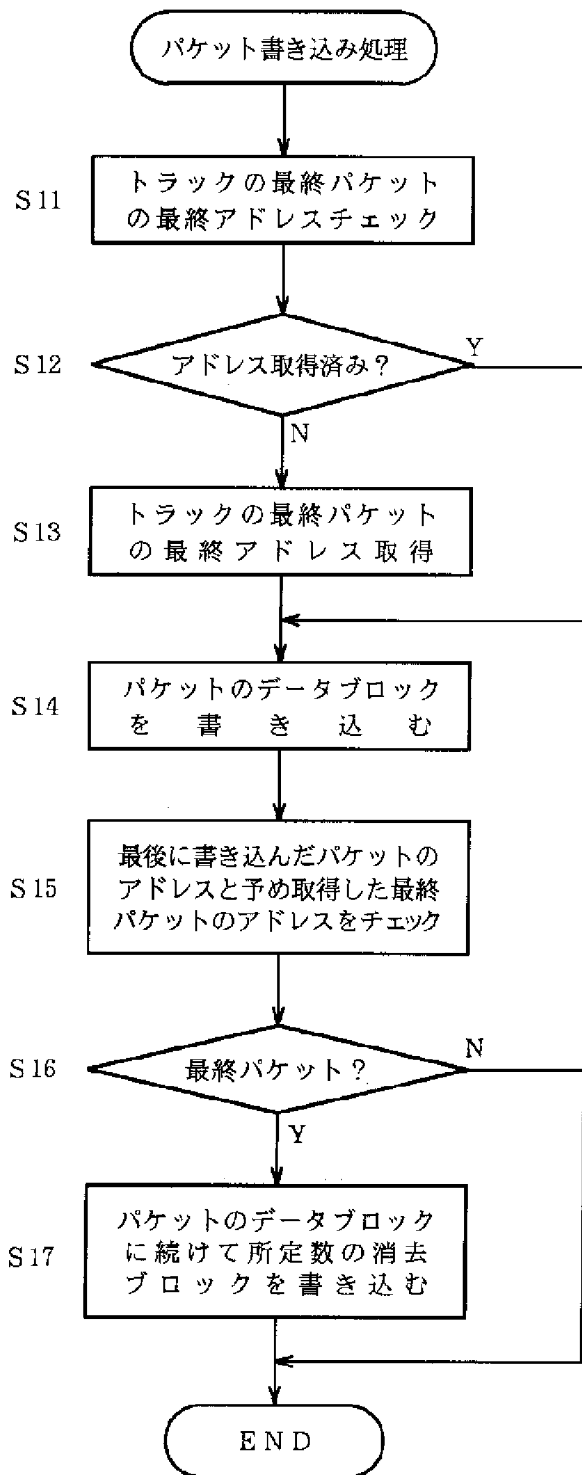 パケット書き込み処理
S11
トラックの最終パケット
の最終アドレスチェック
S12
アドレス取得済み?
Y
N
S13
トラックの最終パケット
の最終アドレス取得
S14
パケットのデータブロック
を書き込む
S15
最後に書き込んだパケットの
アドレスと予め取得した最終
パケットのアドレスをチェック
S16
最終パケット?
N
Y
S17
パケットのデータブロック
に続けて所定数の消去
ブロックを書き込む
END